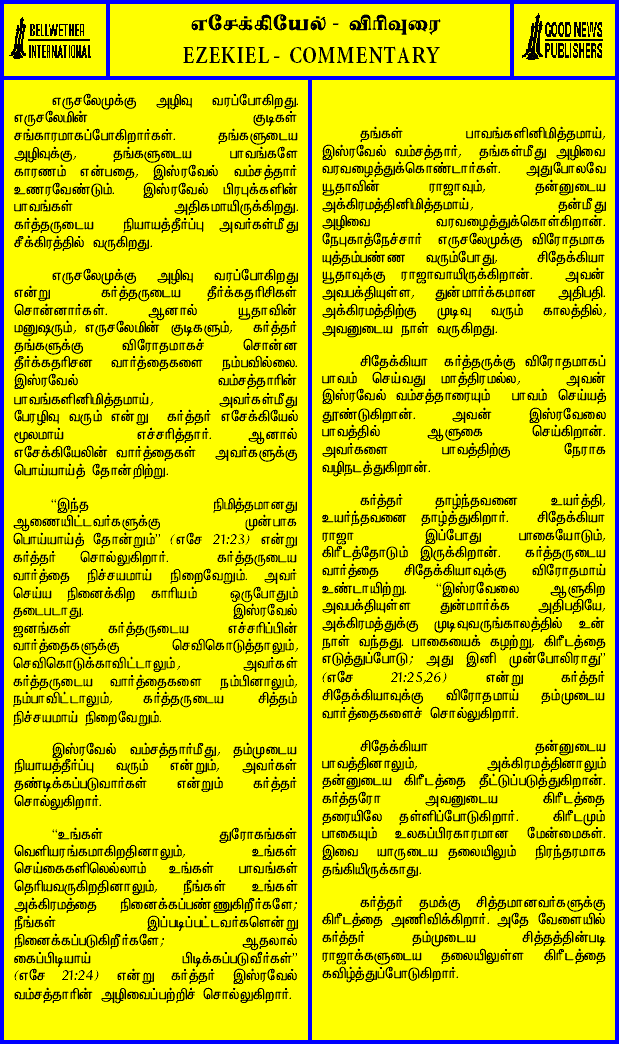 BELLWETHER
INTERNATIONAL
எசேக்கியேல் - விரிவுரை
EZEKIEL - COMMENTARY
GOOD NEWS
PUBLISHERS
எருசலேமுக்கு அழிவு வரப்போகிறது.
எருசலேமின் குடிகள்
சங்காரமாகப்போகிறார்கள். தங்களுடைய
அழிவுக்கு, தங்களுடைய பாவங்களே
காரணம் என்பதை, இஸ்ரவேல் வம்சத்தார்
உணரவேண்டும். இஸ்ரவேல் பிரபுக்களின்
பாவங்கள் அதிகமாயிருக்கிறது.
கர்த்தருடைய நியாயத்தீர்ப்பு அவர்கள்மீது
சீக்கிரத்தில் வருகிறது.
எருசலேமுக்கு அழிவு வரப்போகிறது
என்று கர்த்தருடைய தீர்க்கதரிசிகள்
சொன்னார்கள். ஆனால் யூதாவின்
மனுஷரும், எருசலேமின் குடிகளும், கர்த்தர்
தங்களுக்கு விரோதமாகச் சொன்ன
தீர்க்கதரிசன வார்த்தைகளை நம்பவில்லை.
இஸ்ரவேல் வம்சத்தாரின்
பாவங்களினிமித்தமாய், அவர்கள்மீது
பேரழிவு வரும் என்று கர்த்தர் எசேக்கியேல்
மூலமாய் எச்சரித்தார். ஆனால்
எசேக்கியேலின் வார்த்தைகள் அவர்களுக்கு
பொய்யாய்த் தோன்றிற்று.
“இந்த நிமித்தமானது
ஆணையிட்டவர்களுக்கு முன்பாக
பொய்யாய்த் தோன்றும்” (எசே 21:23) என்று
கர்த்தர் சொல்லுகிறார். கர்த்தருடைய
வார்த்தை நிச்சயமாய் நிறைவேறும். அவர்
செய்ய நினைக்கிற காரியம் ஒருபோதும்
தடைபடாது. இஸ்ரவேல்
ஜனங்கள் கர்த்தருடைய எச்சரிப்பின்
வார்த்தைகளுக்கு செவிகொடுத்தாலும்,
செவிகொடுக்காவிட்டாலும், அவர்கள்
கர்த்தருடைய வார்த்தைகளை நம்பினாலும்,
நம்பாவிட்டாலும், கர்த்தருடைய சித்தம்
நிச்சயமாய் நிறைவேறும்.
இஸ்ரவேல் வம்சத்தார்மீது, தம்முடைய
நியாயத்தீர்ப்பு வரும் என்றும், அவர்கள்
தண்டிக்கப்படுவார்கள் என்றும் கர்த்தர்
சொல்லுகிறார்.
“உங்கள் துரோகங்கள்
வெளியரங்கமாகிறதினாலும், உங்கள்
செய்கைகளிலெல்லாம் உங்கள் பாவங்கள்
தெரியவருகிறதினாலும், நீங்கள் உங்கள்
அக்கிரமத்தை நினைக்கப்பண்ணுகிறீர்களே;
நீங்கள் இப்படிப்பட்டவர்களென்று
நினைக்கப்படுகிறீர்களே; ஆதலால்
கைப்பிடியாய் பிடிக்கப்படுவீர்கள்”
(எசே 21:24) என்று கர்த்தர் இஸ்ரவேல்
வம்சத்தாரின் அழிவைப்பற்றிச் சொல்லுகிறார்.
தங்கள் பாவங்களினிமித்தமாய்,
இஸ்ரவேல் வம்சத்தார், தங்கள்மீது அழிவை
வரவழைத்துக்கொண்டார்கள். அதுபோலவே
யூதாவின் ராஜாவும், தன்னுடைய
அக்கிரமத்தினிமித்தமாய், தன்மீது
அழிவை வரவழைத்துக்கொள்கிறான்.
நேபுகாத்நேச்சார் எருசலேமுக்கு விரோதமாக
யுத்தம்பண்ண வரும்போது, சிதேக்கியா
யூதாவுக்கு ராஜாவாயிருக்கிறான். அவன்
அவபக்தியுள்ள, துன்மார்க்கமான அதிபதி.
அக்கிரமத்திற்கு முடிவு வரும் காலத்தில்,
அவனுடைய நாள் வருகிறது.
சிதேக்கியா கர்த்தருக்கு விரோதமாகப்
பாவம் செய்வது மாத்திரமல்ல, அவன்
இஸ்ரவேல் வம்சத்தாரையும் பாவம் செய்யத்
தூண்டுகிறான். அவன் இஸ்ரவேலை
பாவத்தில் ஆளுகை செய்கிறான்.
அவர்களை பாவத்திற்கு நேராக
வழிநடத்துகிறான்.
கர்த்தர் தாழ்ந்தவனை உயர்த்தி,
உயர்ந்தவனை தாழ்த்துகிறார். சிதேக்கியா
ராஜா இப்போது பாகையோடும்,
கிரீடத்தோடும் இருக்கிறான். கர்த்தருடைய
வார்த்தை சிதேக்கியாவுக்கு விரோதமாய்
உண்டாயிற்று. “இஸ்ரவேலை ஆளுகிற
அவபக்தியுள்ள துன்மார்க்க அதிபதியே,
அக்கிரமத்துக்கு முடிவுவருங்காலத்தில் உன்
நாள் வந்தது. பாகையைக் கழற்று, கிரீடத்தை
எடுத்துப்போடு; அது இனி முன்போலிராது”
(எசே 21:25,26) என்று கர்த்தர்
சிதேக்கியாவுக்கு விரோதமாய் தம்முடைய
வார்த்தைகளைச் சொல்லுகிறார்.
சிதேக்கியா தன்னுடைய
பாவத்தினாலும், அக்கிரமத்தினாலும்
தன்னுடைய கிரீடத்தை தீட்டுப்படுத்துகிறான்.
கர்த்தரோ அவனுடைய கிரீடத்தை
தரையிலே தள்ளிப்போடுகிறார். கிரீடமும்
பாகையும் உலகப்பிரகாரமான மேன்மைகள்.
இவை யாருடைய தலையிலும் நிரந்தரமாக
தங்கியிருக்காது.
கர்த்தர் தமக்கு சித்தமானவர்களுக்கு
கிரீடத்தை அணிவிக்கிறார். அதே வேளையில்
கர்த்தர் தம்முடைய சித்தத்தின்படி
ராஜாக்களுடைய தலையிலுள்ள கிரீடத்தை
கவிழ்த்துப்போடுகிறார்.